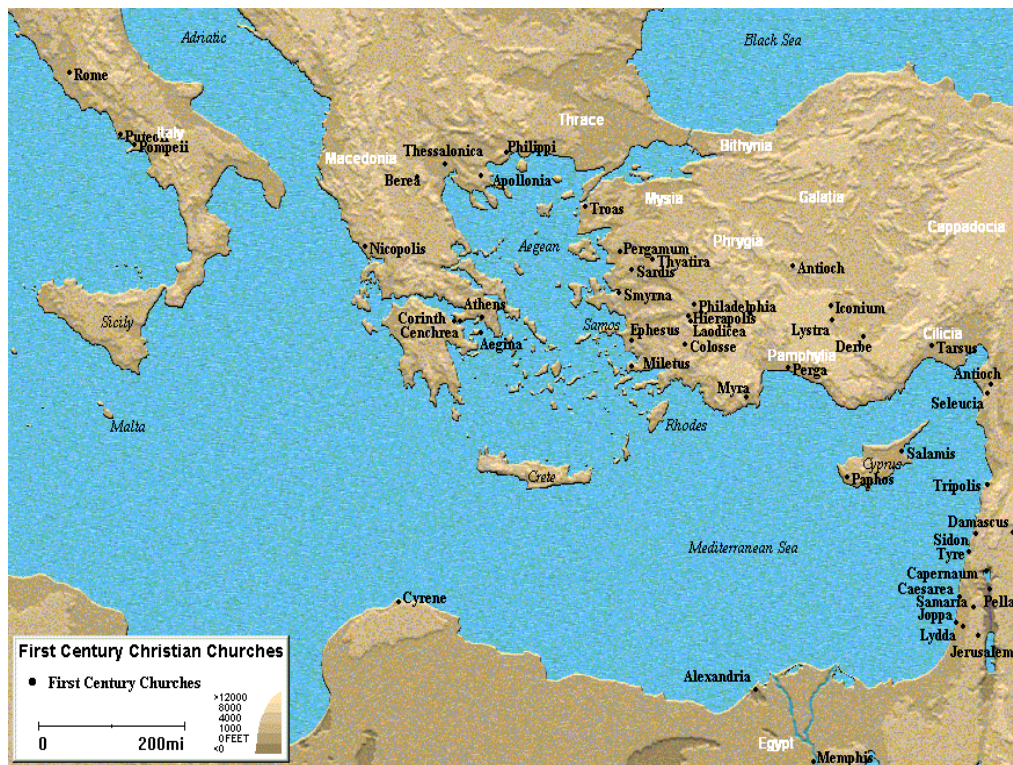 Adriatic
Black Sea
Rome
Thrace
Puteoli
Italy
Pompeii
Bithynia
Macedonia
Thessalonica
Philippi
Berea
Apollonia
Mysia
Galatia
Troas
Cappadocia
Nicopolis
Aegean
Phrygia
Pergamum
Thyatira
Sardis
Antioch
Smyrna
Athens
Philadelphia
Iconium
Sicily
Corinth
Hierapolis
Samos
Ephesus
Laodicea
Lystra
Cilicia
Cenchrea
Aegina
Colosse
Derbe
Tarsus
Pamphylia
Miletus
Perga
Antioch
Myra
Seleucia
Malta
Rhodes
Salamis
Cyprus
Crete
Paphos
Tripolis
Damascus
Sidon
Mediterranean Sea
Tyre
Capernaum
Caesarea
Cyrene
Samaria
Pella
Joppa
Lydda
Jerusalem
Alexandria
Egypt
Memphis
First Century Christian Churches
First Century Churches
>12000
8000
4000
1000
0FEET
<0
0 200mi